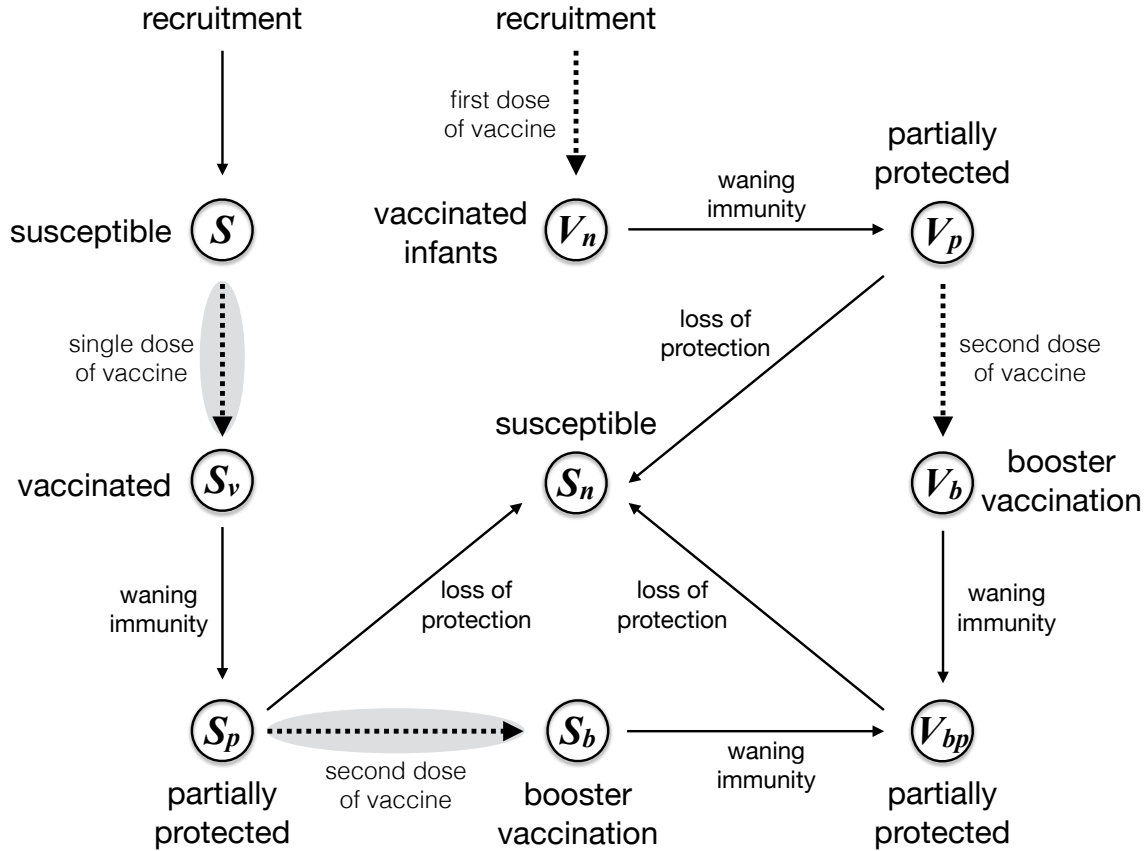 recruitment
recruitment
first dose
of vaccine
partially
protected
waning
immunity
susceptible
S
vaccinated
infants
Vn
Vp
single dose
of vaccine
loss of
protection
second dose
of vaccine
susceptible
vaccinated
Sv
Sn
Vb
booster
vaccination
waning
immunity
loss of
protection
loss of
protection
waning
immunity
Sp
Sb
Vbp
second dose
of vaccine
waning
immunity
partially
protected
booster
vaccination
partially
protected